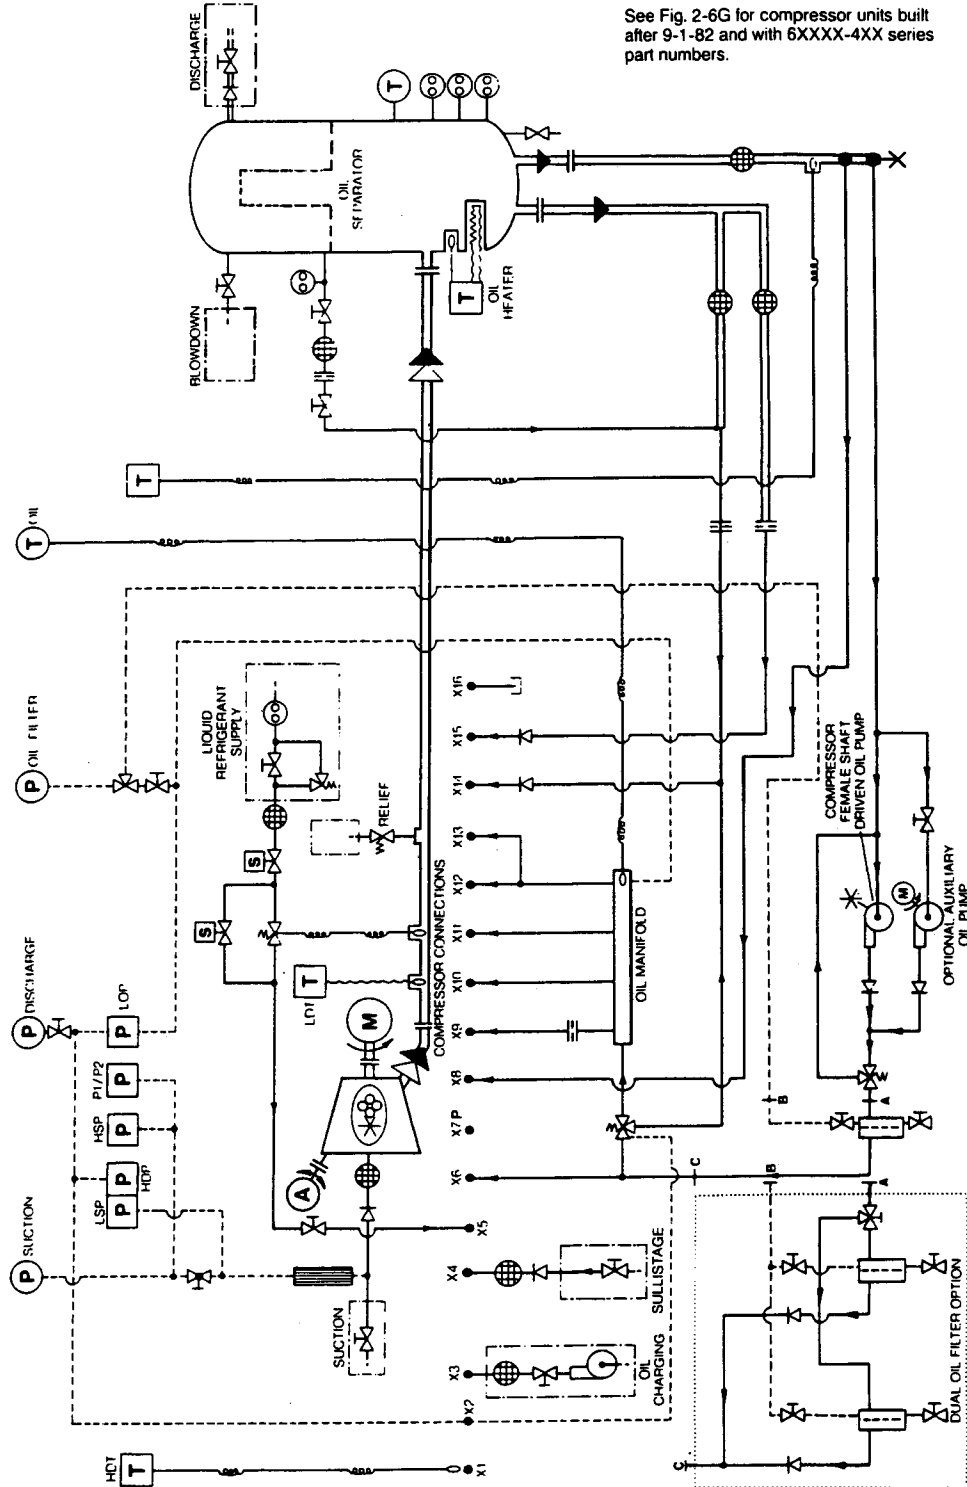 See Fig. 2-6G for compressor units built
after 9-1-82 and with 6XXXX-4XX series
part numbers.
DISCHARGE
T
OIL
SEPARATOR
T
OIL
HEATER
BLOWDOWN
T
T OIL
P OIL FILTER
LIQUID
REFRIGERANT
SUPPLY
RELIEF
S
S
T
LDT
M
A
COMPRESSOR CONNECTIONS
P DISCHARGE
P
LOP
P
P1/P2
P
HSP
P
HDP
P
LSP
P SUCTION
SUCTION
HDT
T
X1
X2
X3
X4
X5
X6
X7P
X8
X9
X10
X11
X12
X13
X14
X15
X16
OIL
CHARGING
SULLISTAGE
OIL MANIFOLD
COMPRESSOR
FEMALE SHAFT
DRIVEN OIL PUMP
M
OPTIONAL AUXILIARY
OIL PUMP
A
B
C
B
A
C
DUAL OIL FILTER OPTION